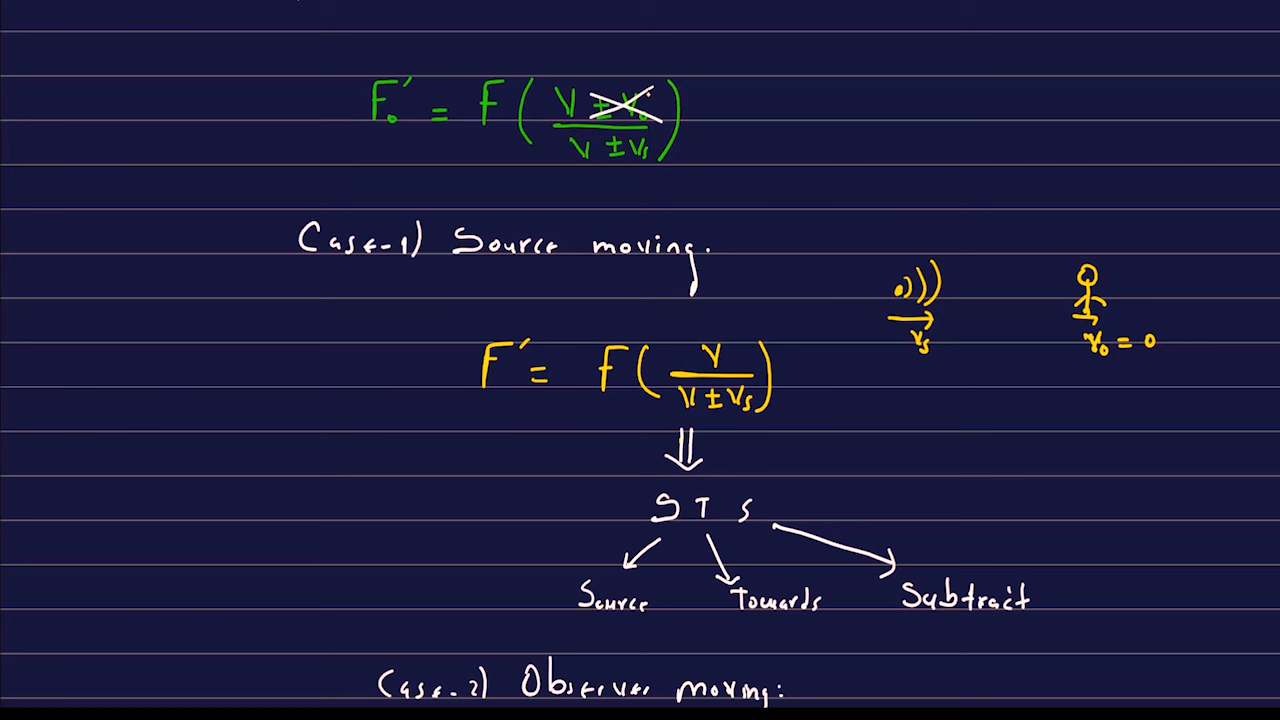 F₀′ = F ( V ± V₀ / V ± Vs )
Case-1) Source moving.
Vs
V₀ = 0
F′ = F ( V / V ± Vs )
S T S
Source Towards Subtract
Case-2) Observer moving: